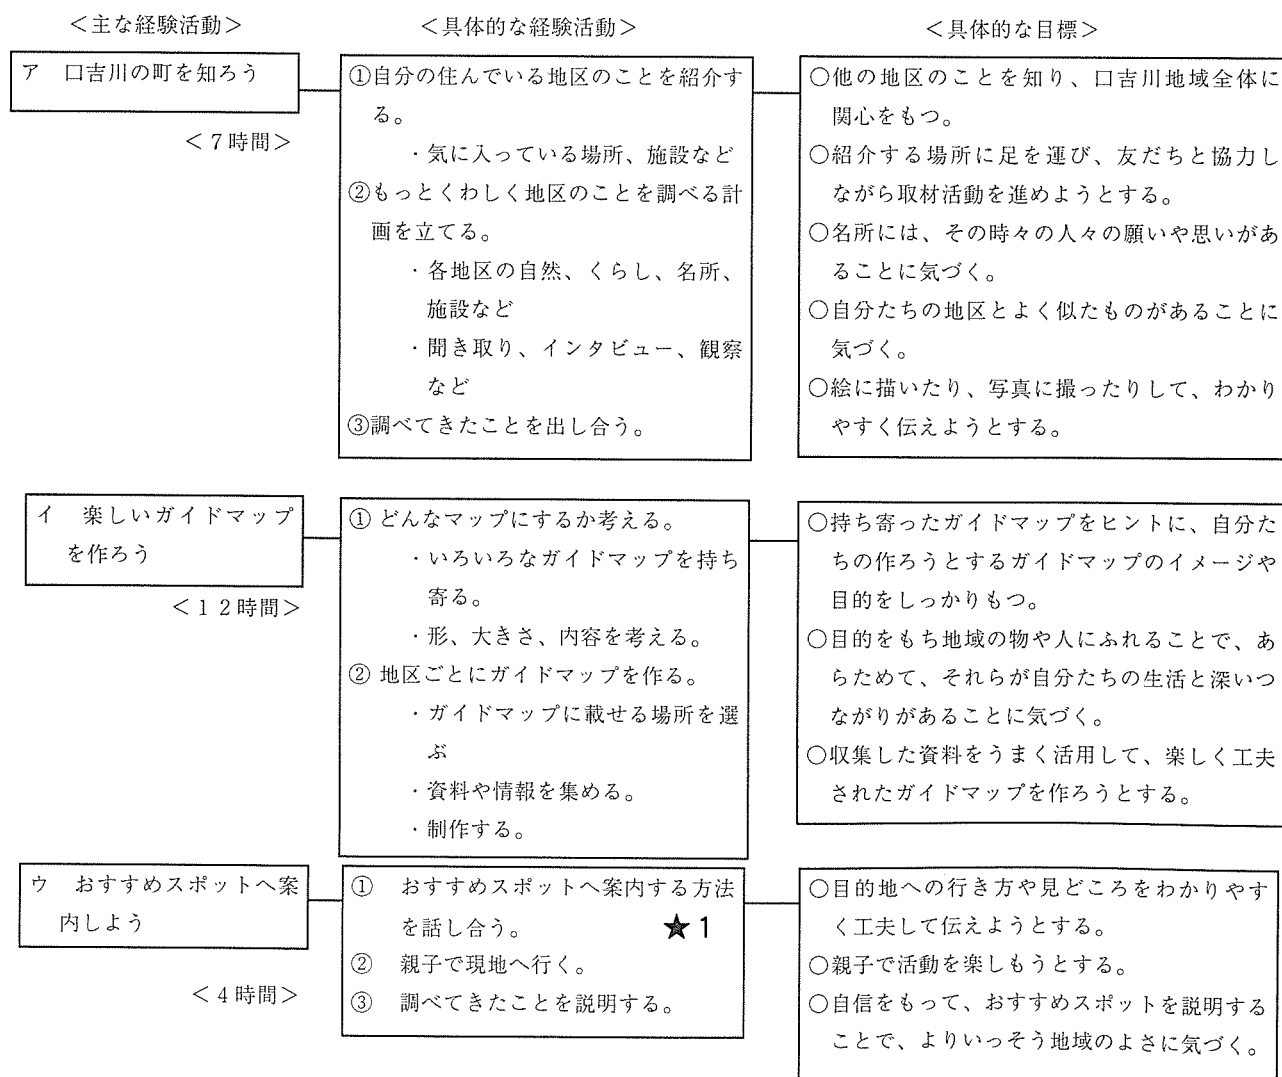 ＜主な経験活動＞
＜具体的な経験活動＞
＜具体的な目標＞
ア　口吉川の町を知ろう
＜７時間＞
①自分の住んでいる地区のことを紹介す
る。
・気に入っている場所、施設など
②もっとくわしく地区のことを調べる計
画を立てる。
・各地区の自然、くらし、名所、
施設など
・聞き取り、インタビュー、観察
など
③調べてきたことを出し合う。
○他の地区のことを知り、口吉川地域全体に
関心をもつ。
○紹介する場所に足を運び、友だちと協力し
ながら取材活動を進めようとする。
○名所には、その時々の人々の願いや思いがあ
ることに気づく。
○自分たちの地区とよく似たものがあることに
気づく。
○絵に描いたり、写真に撮ったりして、わかり
やすく伝えようとする。
イ　楽しいガイドマップ
を作ろう
＜１２時間＞
① どんなマップにするか考える。
・いろいろなガイドマップを持ち
寄る。
・形、大きさ、内容を考える。
② 地区ごとにガイドマップを作る。
・ガイドマップに載せる場所を選
ぶ
・資料や情報を集める。
・制作する。
○持ち寄ったガイドマップをヒントに、自分た
ちの作ろうとするガイドマップのイメージや
目的をしっかりもつ。
○目的をもち地域の物や人にふれることで、あ
らためて、それらが自分たちの生活と深いつ
ながりがあることに気づく。
○収集した資料をうまく活用して、楽しく工夫
されたガイドマップを作ろうとする。
ウ　おすすめスポットへ案
内しよう
＜４時間＞
①　おすすめスポットへ案内する方法
を話し合う。　★１
②　親子で現地へ行く。
③　調べてきたことを説明する。
○目的地への行き方や見どころをわかりやす
く工夫して伝えようとする。
○親子で活動を楽しもうとする。
○自信をもって、おすすめスポットを説明する
ことで、よりいっそう地域のよさに気づく。